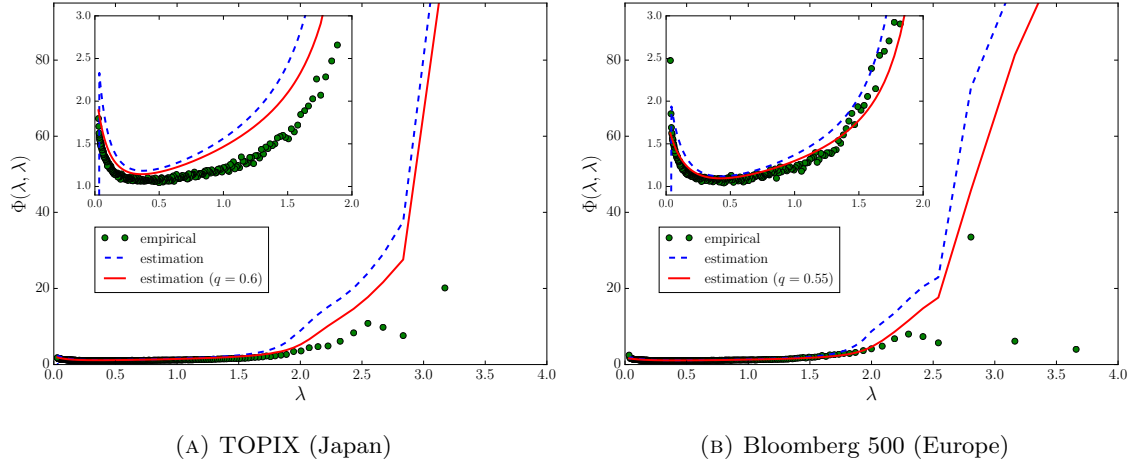 3.0
2.5
2.0
1.5
1.0
0.0 0.5 1.0 1.5 2.0
empirical
estimation
estimation (q = 0.6)
80
60
40
20
0
Φ(λ, λ)
0.0 0.5 1.0 1.5 2.0 2.5 3.0 3.5 4.0
λ
(A) TOPIX (Japan)
3.0
2.5
2.0
1.5
1.0
0.0 0.5 1.0 1.5 2.0
empirical
estimation
estimation (q = 0.55)
80
60
40
20
0
Φ(λ, λ)
0.0 0.5 1.0 1.5 2.0 2.5 3.0 3.5 4.0
λ
(B) Bloomberg 500 (Europe)